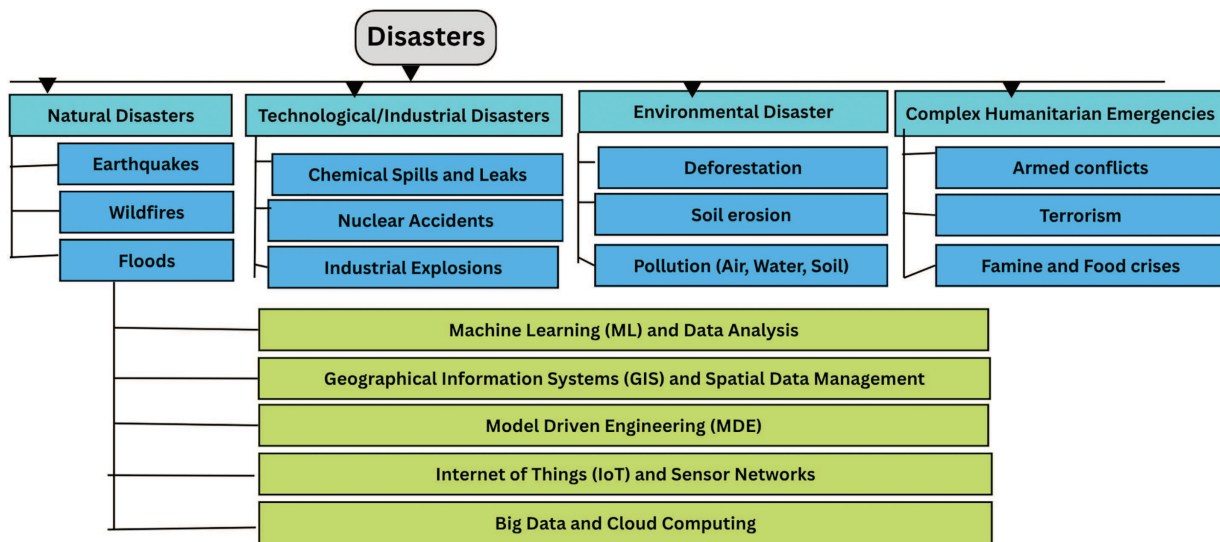 Disasters
Natural Disasters
Earthquakes
Wildfires
Floods
Technological/Industrial Disasters
Chemical Spills and Leaks
Nuclear Accidents
Industrial Explosions
Environmental Disaster
Deforestation
Soil erosion
Pollution (Air, Water, Soil)
Complex Humanitarian Emergencies
Armed conflicts
Terrorism
Famine and Food crises
Machine Learning (ML) and Data Analysis
Geographical Information Systems (GIS) and Spatial Data Management
Model Driven Engineering (MDE)
Internet of Things (IoT) and Sensor Networks
Big Data and Cloud Computing